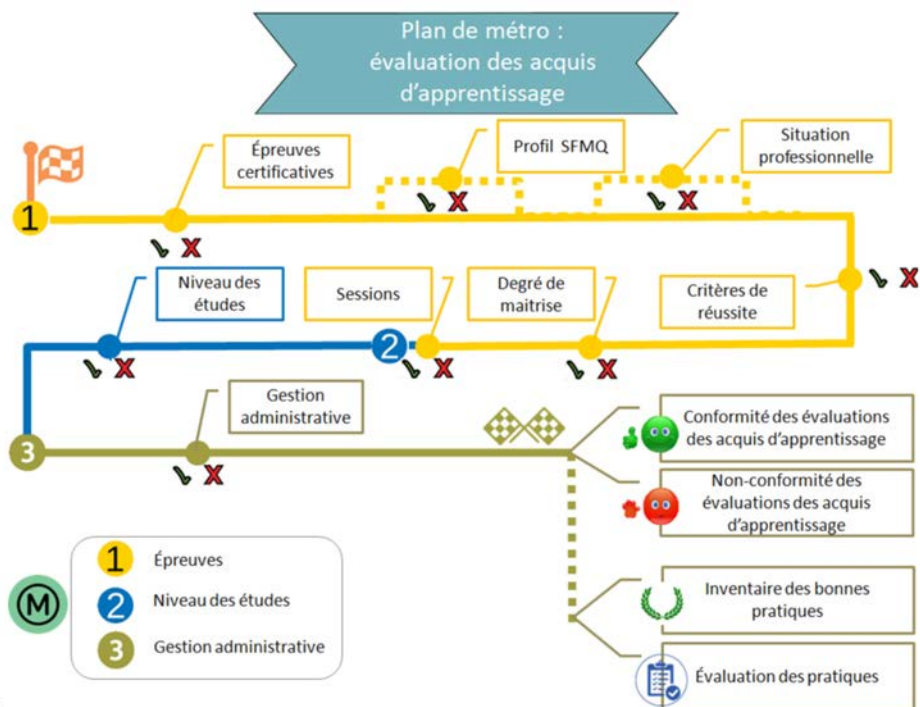 Plan de métro :
évaluation des acquis
d'apprentissage
Épreuves
certificatives
Profil SFMQ
Situation
professionnelle
1
Niveau des
études
Sessions
Degré de
maitrise
Critères de
réussite
2
Gestion
administrative
3
Conformité des évaluations
des acquis d'apprentissage
Non-conformité des
évaluations des acquis
d'apprentissage
1 Épreuves
M
2 Niveau des études
3 Gestion administrative
Inventaire des bonnes
pratiques
Évaluation des pratiques